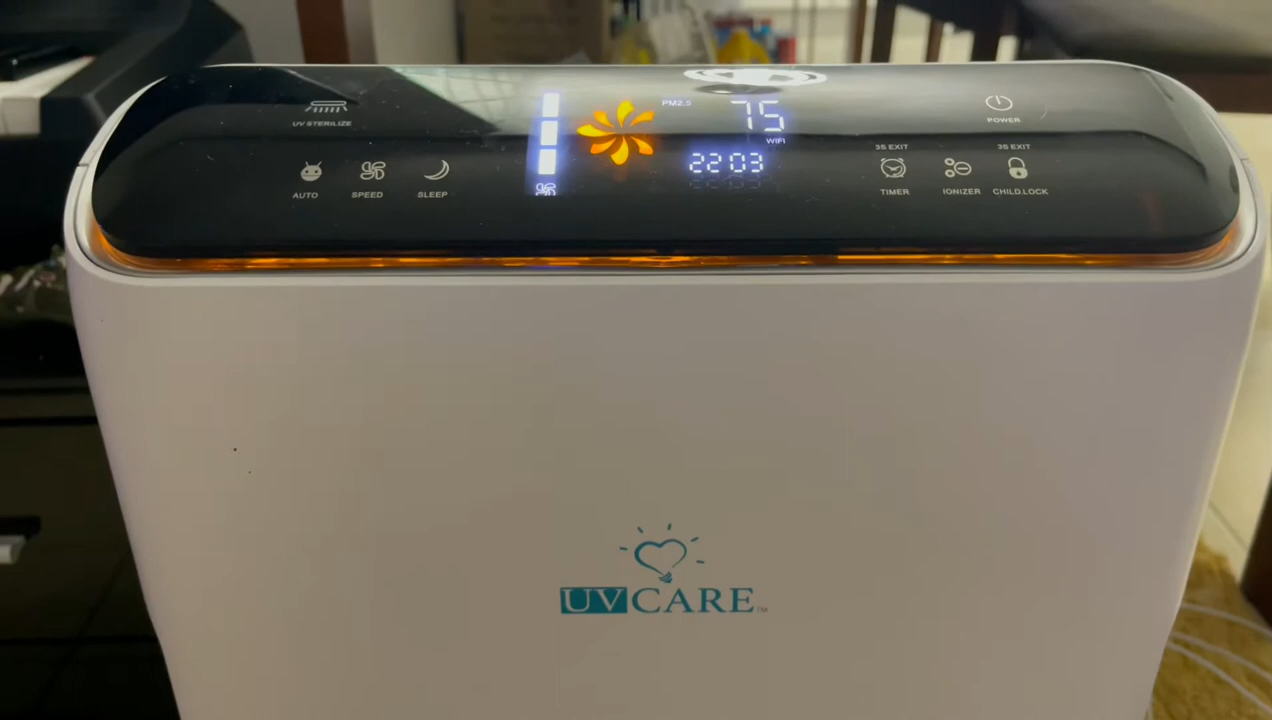 UV STERILIZE
AUTO SPEED SLEEP
PM2.5 75
WIFI
2203
POWER
3S EXIT 3S EXIT
TIMER IONIZER CHILD.LOCK
UVCARE™